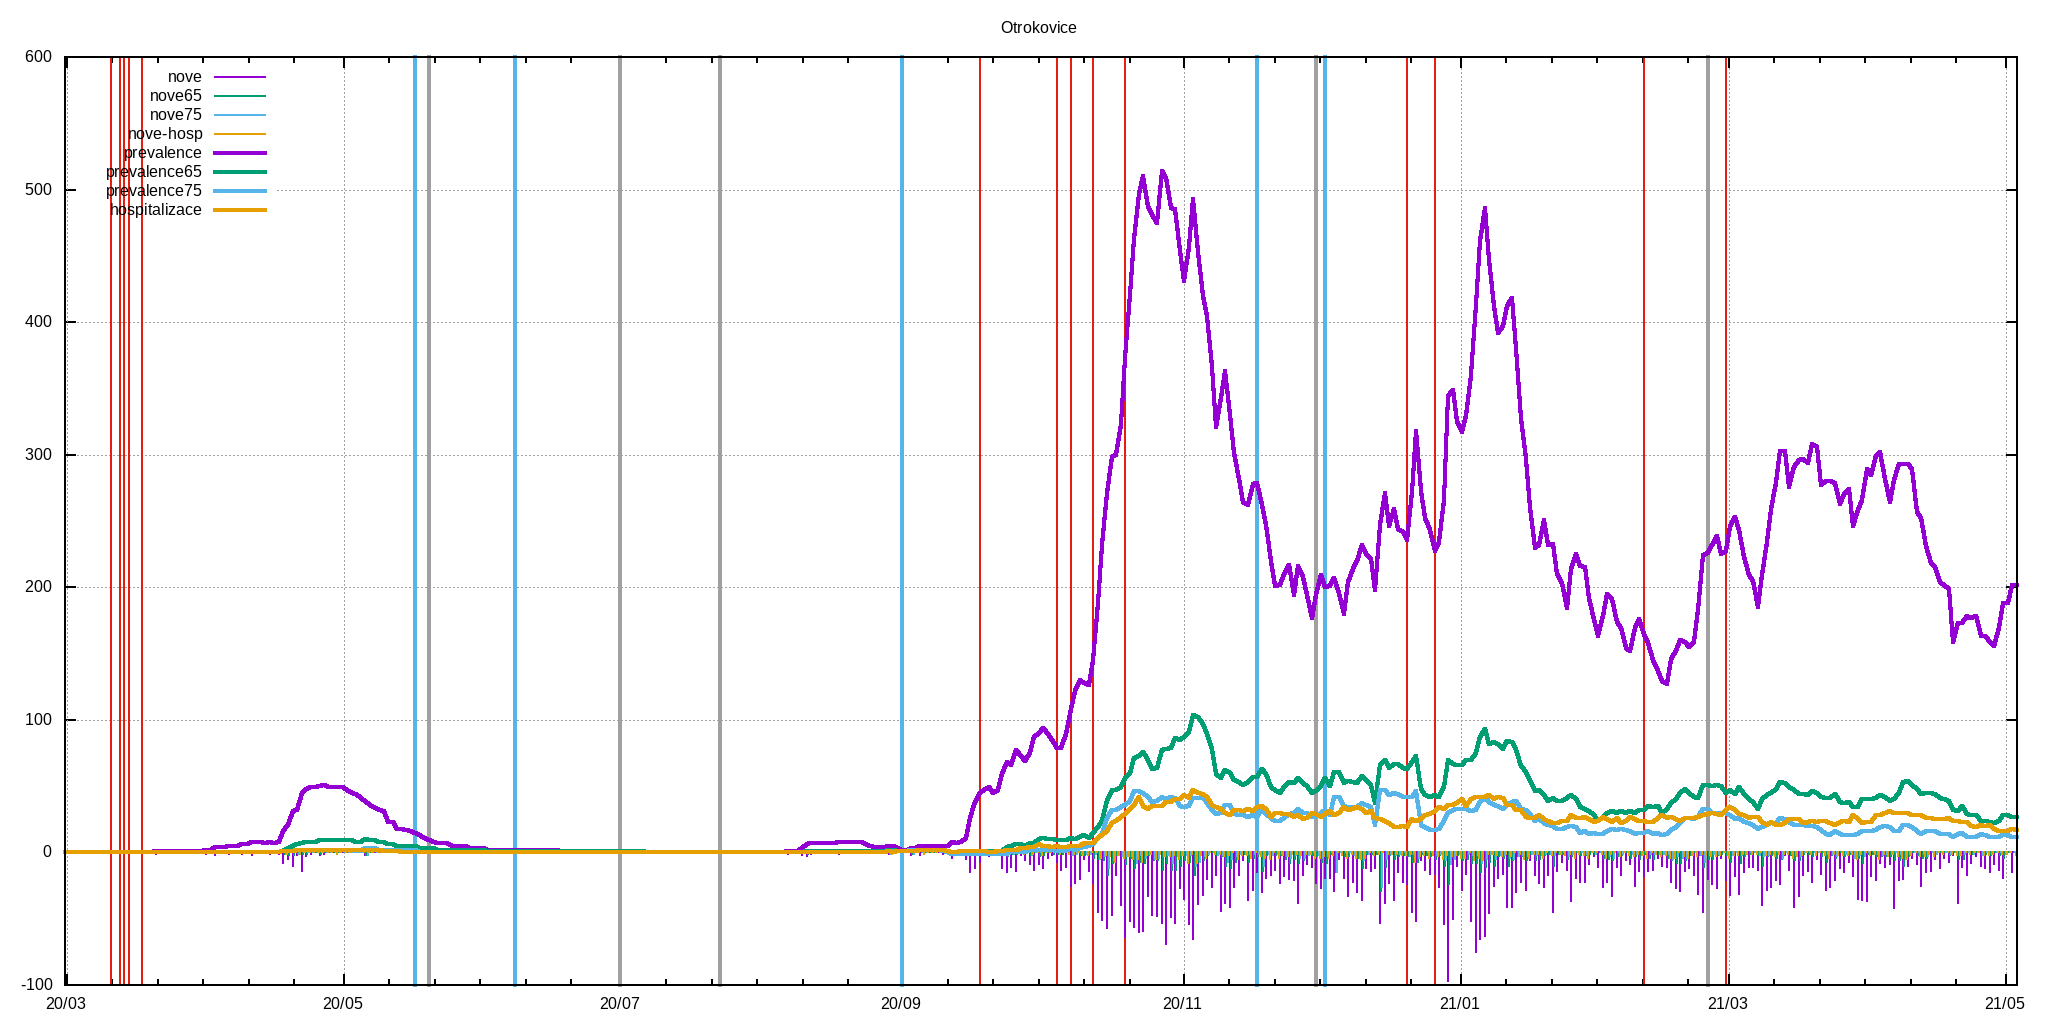 Otrokovice
600
500
400
300
200
100
0
-100
nove
nove65
nove75
nove-hosp
prevalence
prevalence65
prevalence75
hospitalizace
20/03 20/05 20/07 20/09 20/11 21/01 21/03 21/05